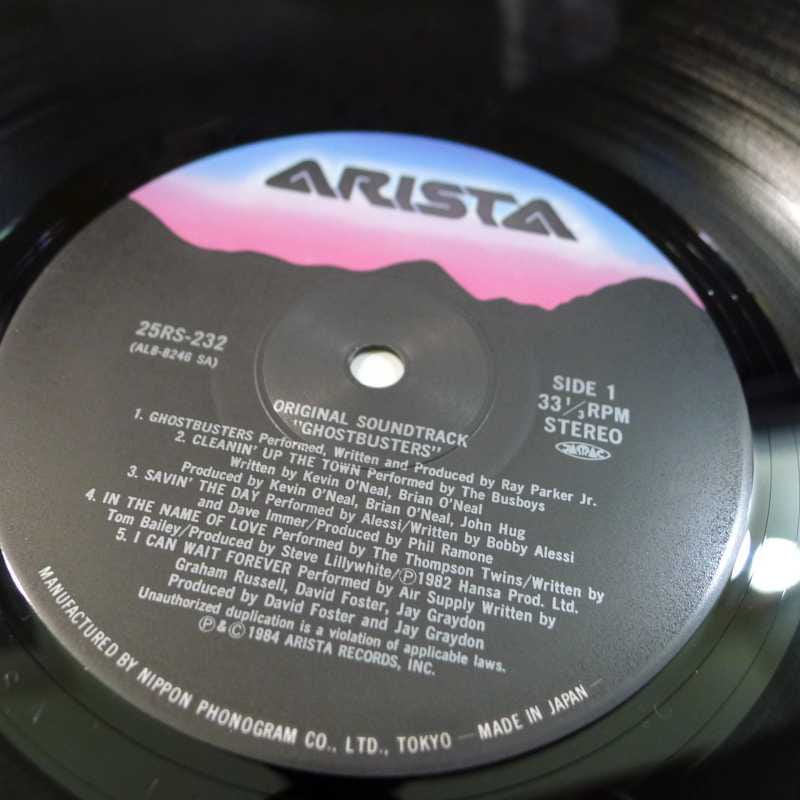 ARISTA
25RS-232
(AL8-8246 SA)
SIDE 1
33 1/3 RPM
STEREO
ORIGINAL SOUNDTRACK
"GHOSTBUSTERS"
1. GHOSTBUSTERS Performed, Written and Produced by Ray Parker Jr.
2. CLEANIN' UP THE TOWN Performed by The Busboys
Written by Kevin O'Neal, Brian O'Neal
Produced by Kevin O'Neal, Brian O'Neal, John Hug
3. SAVIN' THE DAY Performed by Alessi/Written by Bobby Alessi
and Dave Immer/Produced by Phil Ramone
4. IN THE NAME OF LOVE Performed by The Thompson Twins/Written by
Tom Bailey/Produced by Steve Lillywhite/Ⓟ1982 Hansa Prod. Ltd.
5. I CAN WAIT FOREVER Performed by Air Supply Written by
Graham Russell, David Foster, Jay Graydon
Produced by David Foster and Jay Graydon
Unauthorized duplication is a violation of applicable laws.
Ⓟ&©1984 ARISTA RECORDS, INC.
MANUFACTURED BY NIPPON PHONOGRAM CO., LTD., TOKYO — MADE IN JAPAN —